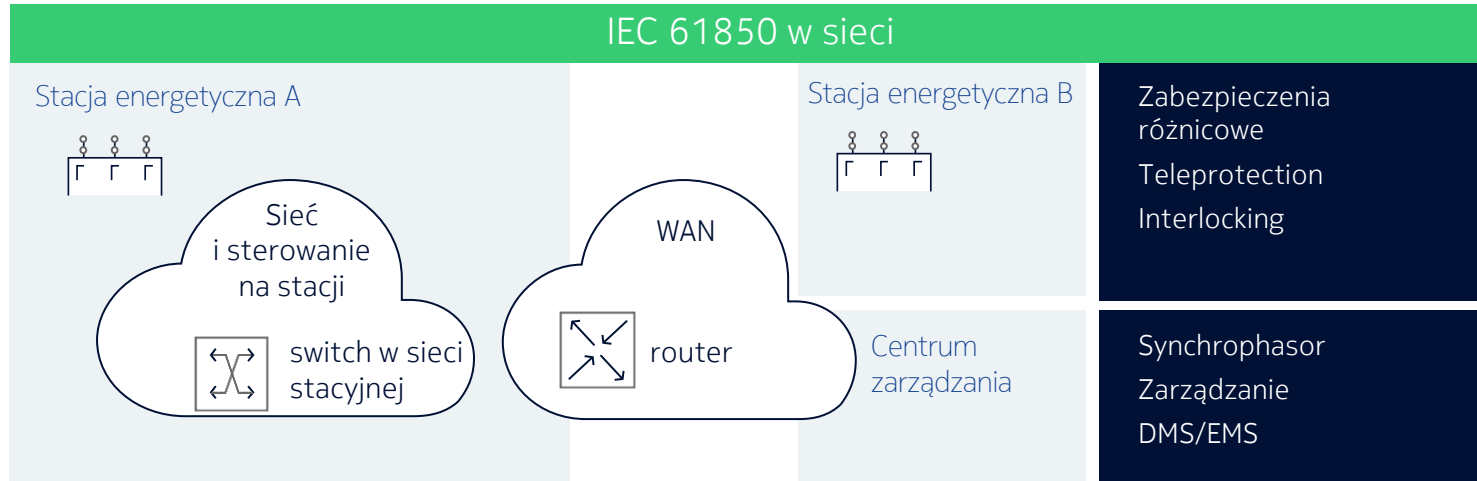 IEC 61850 w sieci
Stacja energetyczna A
Sieć
i sterowanie
na stacji
switch w sieci
stacyjnej
WAN
router
Stacja energetyczna B
Centrum
zarządzania
Zabezpieczenia
różnicowe
Teleprotection
Interlocking
Synchrophasor
Zarządzanie
DMS/EMS